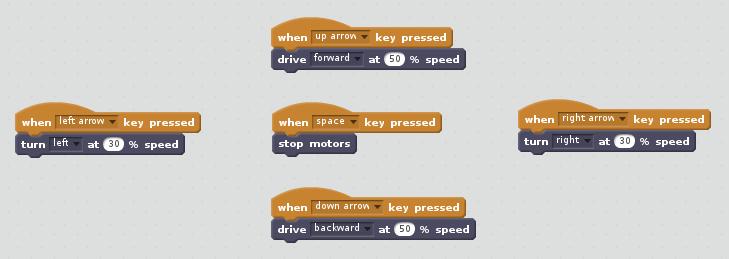 when up arrow key pressed
drive forward at 50 % speed
when left arrow key pressed
turn left at 30 % speed
when space key pressed
stop motors
when right arrow key pressed
turn right at 30 % speed
when down arrow key pressed
drive backward at 50 % speed